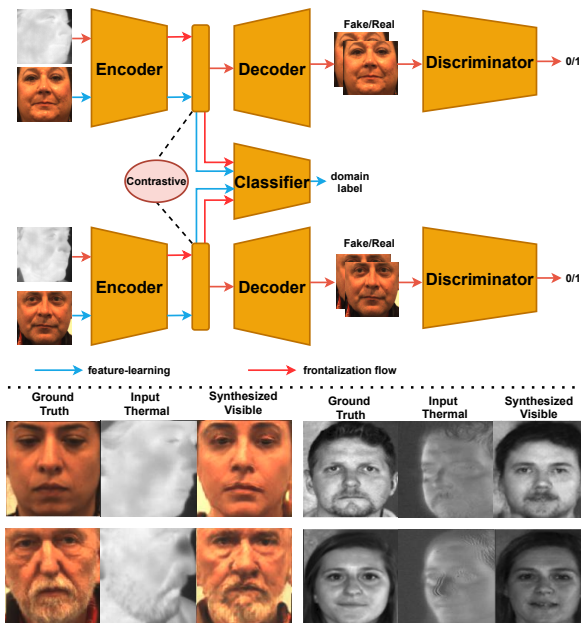 Fake/Real
Encoder
Decoder
Discriminator
0/1
Contrastive
Classifier
domain
label
Fake/Real
Encoder
Decoder
Discriminator
0/1
feature-learning
frontalization flow
Ground
Truth
Input
Thermal
Synthesized
Visible
Ground
Truth
Input
Thermal
Synthesized
Visible